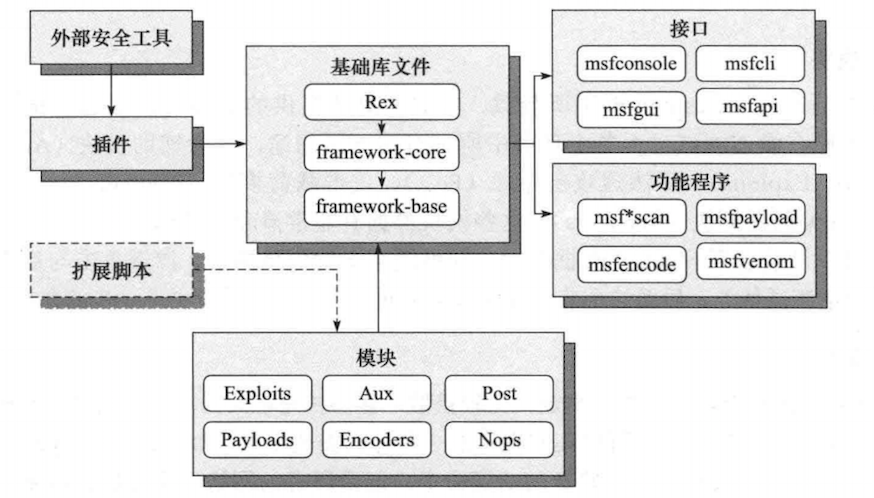 外部安全工具
插件
扩展脚本
基础库文件
Rex
framework-core
framework-base
接口
msfconsole
msfcli
msfgui
msfapi
功能程序
msf*scan
msfpayload
msfencode
msfvenom
模块
Exploits
Aux
Post
Payloads
Encoders
Nops